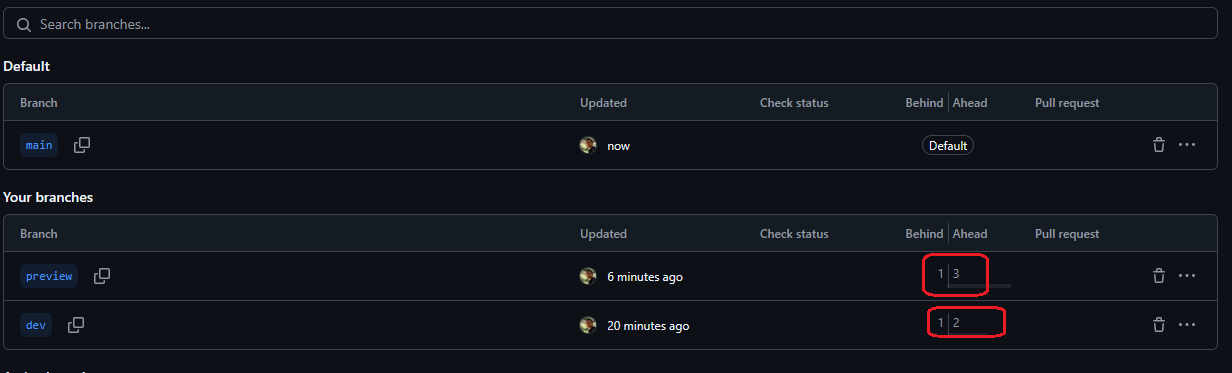 Search branches...
Default
Branch Updated Check status Behind Ahead Pull request
main now Default
Your branches
Branch Updated Check status Behind Ahead Pull request
preview 6 minutes ago 1 3
dev 20 minutes ago 1 2